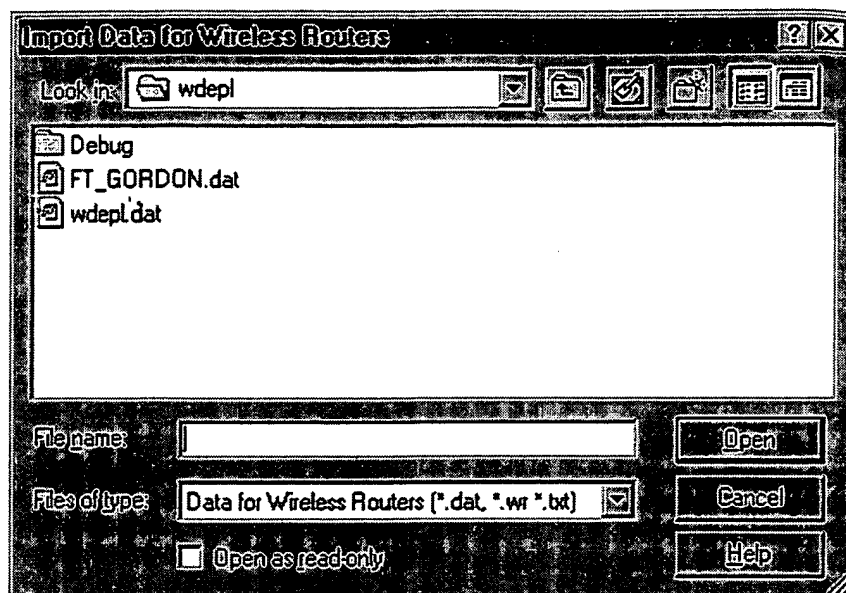 Import Data for Wireless Routers
Look in: wdepl
Debug
FT_GORDON.dat
wdepl.dat
File name:
Open
Files of type: Data for Wireless Routers (*.dat, *.wr *.txt)
Cancel
Open as read-only
Help